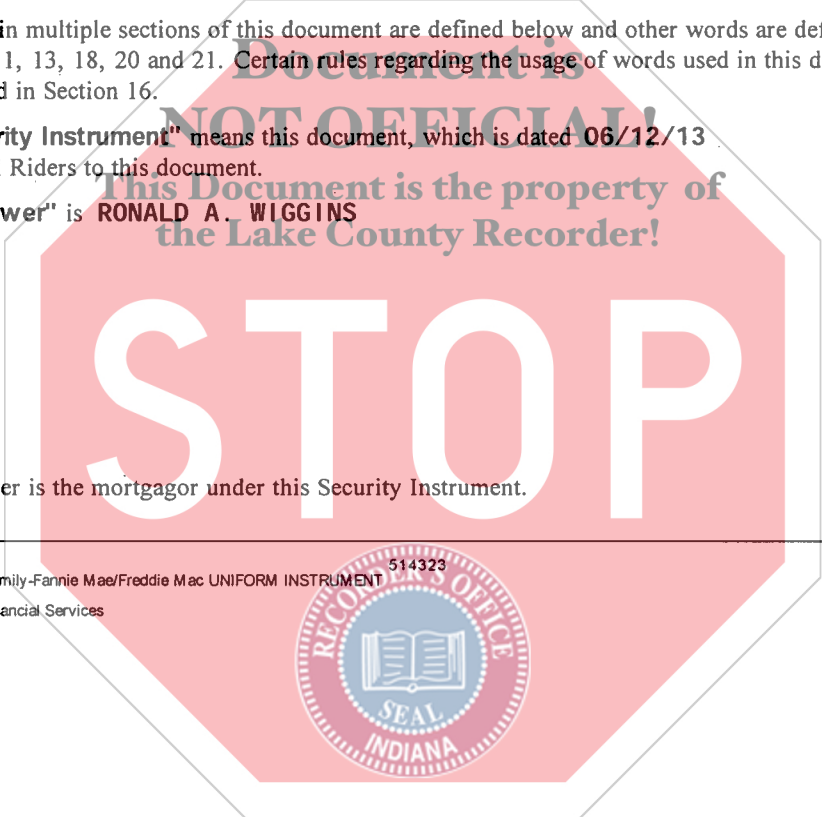 in multiple sections of this document are defined below and other words are def
1, 13, 18, 20 and 21. Certain rules regarding the usage of words used in this d
d in Section 16.
Document is
NOT OFFICIAL!
This Document is the property of
the Lake County Recorder!
rity Instrument" means this document, which is dated 06/12/13
Riders to this document.
wer" is RONALD A. WIGGINS
STOP
er is the mortgagor under this Security Instrument.
514323
mily-Fannie Mae/Freddie Mac UNIFORM INSTRUMENT
ancial Services
RECORDER'S OFFICE
SEAL
INDIANA